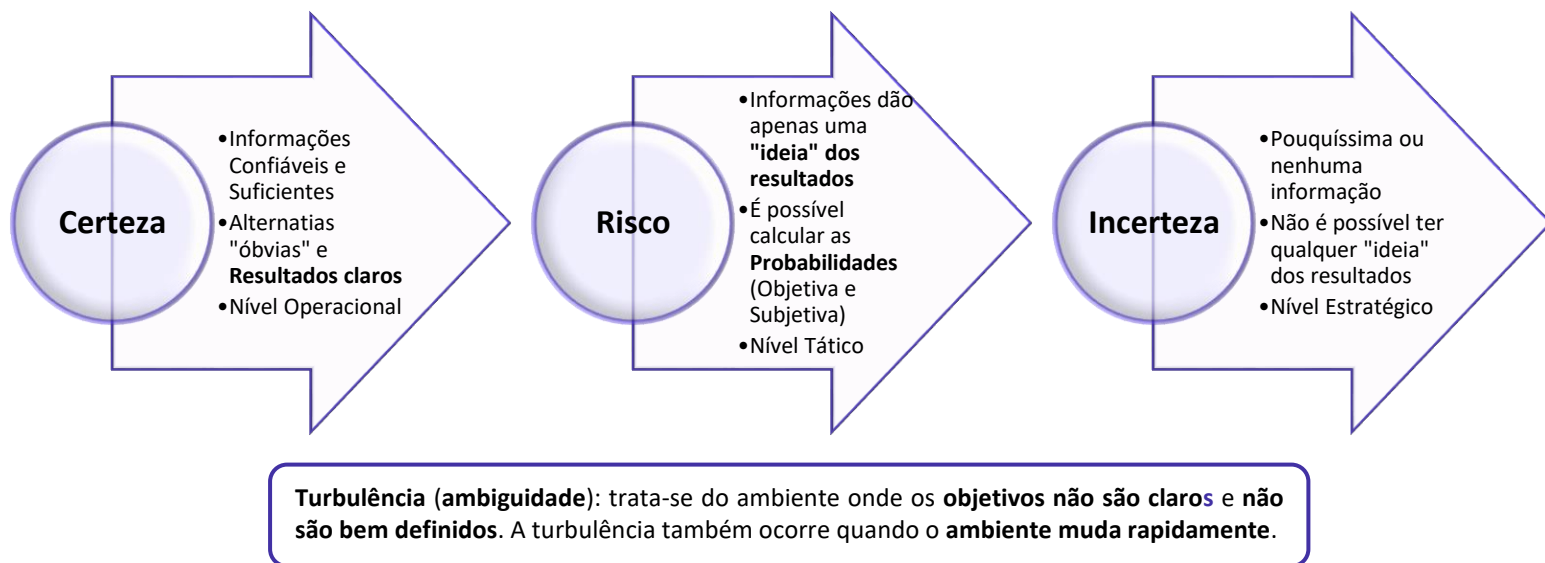 Certeza
•Informações
Confiáveis e
Suficientes
•Alternatias
"óbvias" e
Resultados claros
•Nível Operacional
Risco
•Informações dão
apenas uma
"ideia" dos
resultados
•É possível
calcular as
Probabilidades
(Objetiva e
Subjetiva)
•Nível Tático
Incerteza
•Pouquíssima ou
nenhuma
informação
•Não é possível ter
qualquer "ideia"
dos resultados
•Nível Estratégico
Turbulência (ambiguidade): trata-se do ambiente onde os objetivos não são claros e não
são bem definidos. A turbulência também ocorre quando o ambiente muda rapidamente.